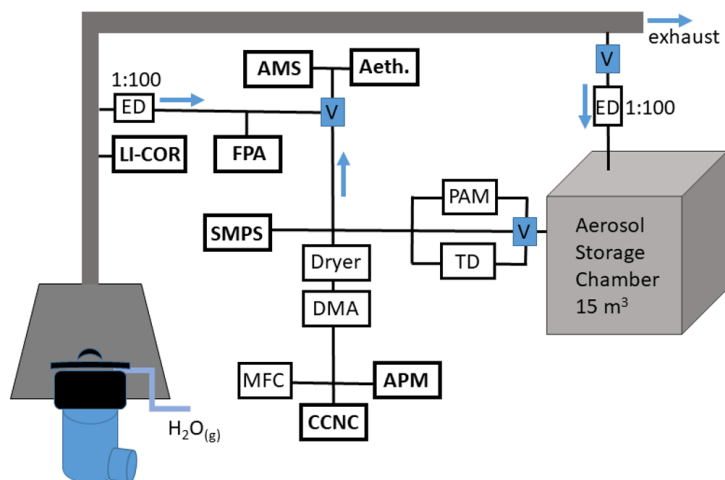 exhaust
AMS
Aeth.
V
1:100
ED
V
ED
1:100
LI-COR
FPA
PAM
SMPS
V
Aerosol
Storage
Chamber
15 m³
Dryer
TD
DMA
MFC
APM
CCNC
H₂O₍g₎